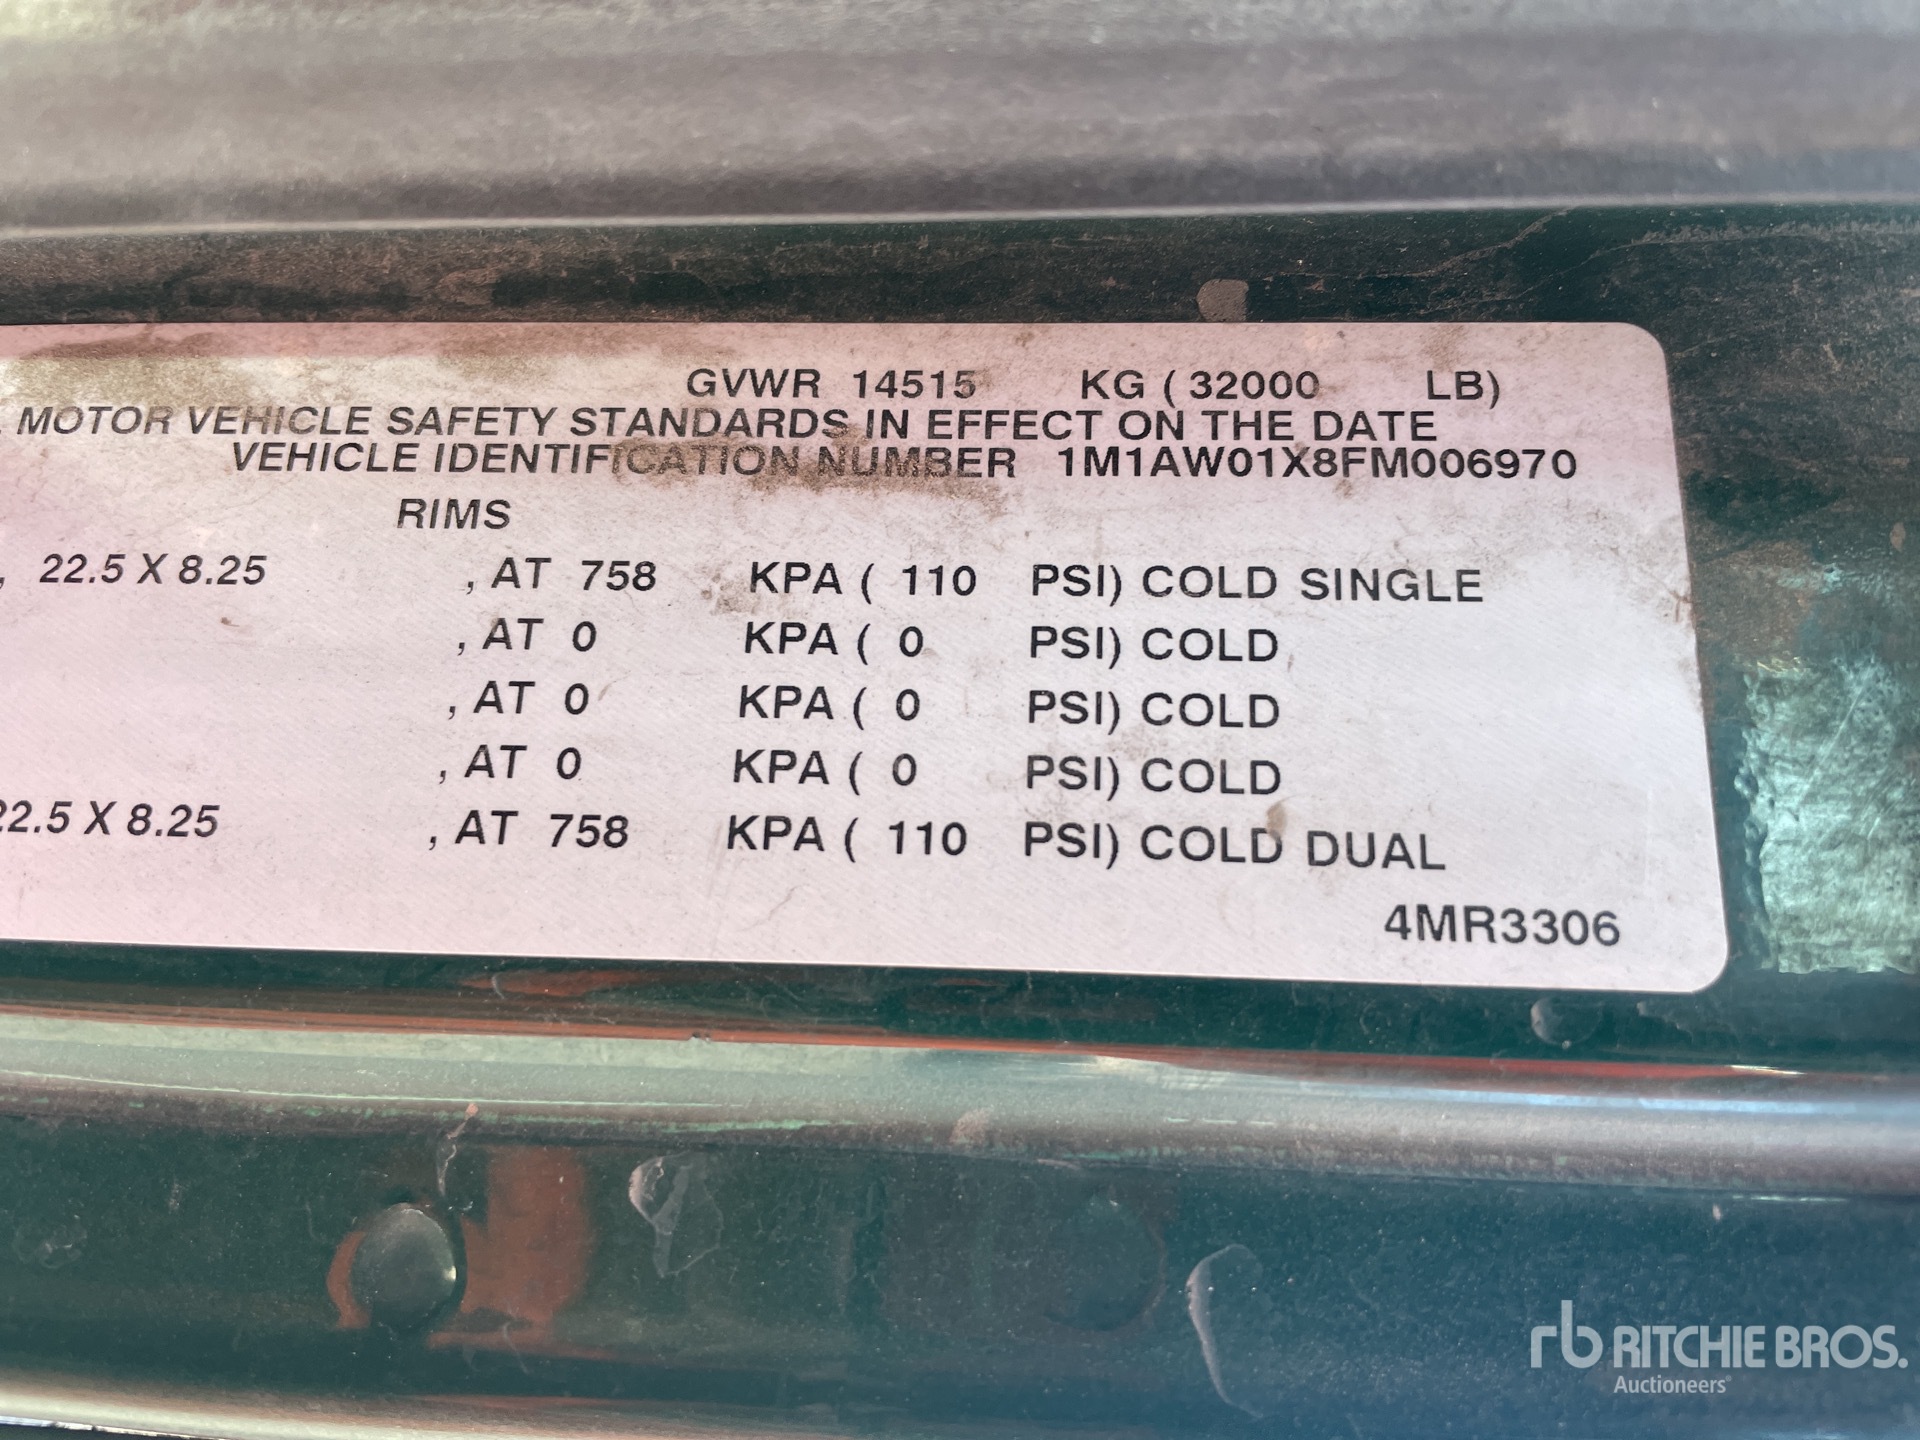 GVWR 14515 KG ( 32000 LB)
MOTOR VEHICLE SAFETY STANDARDS IN EFFECT ON THE DATE
VEHICLE IDENTIFICATION NUMBER 1M1AW01X8FM006970
RIMS
, 22.5 X 8.25 , AT 758 KPA ( 110 PSI) COLD SINGLE
, AT 0 KPA ( 0 PSI) COLD
, AT 0 KPA ( 0 PSI) COLD
, AT 0 KPA ( 0 PSI) COLD
22.5 X 8.25 , AT 758 KPA ( 110 PSI) COLD DUAL
4MR3306
rb RITCHIE BROS.
Auctioneers